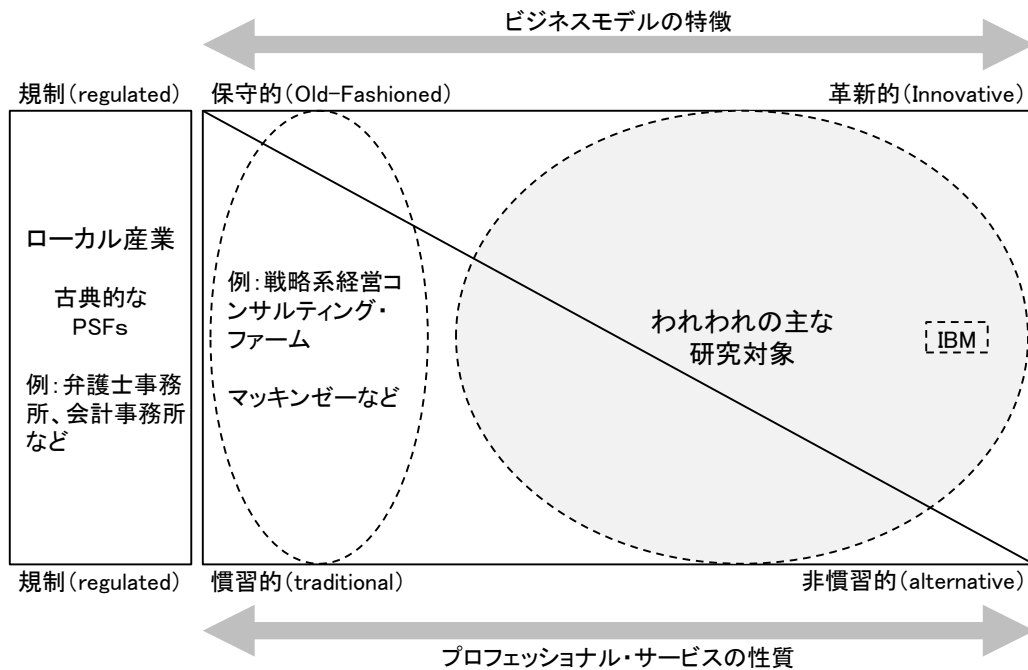 ビジネスモデルの特徴
規制(regulated)
保守的(Old-Fashioned)
革新的(Innovative)
ローカル産業
古典的な
PSFs
例:弁護士事務
所、会計事務所
など
例:戦略系経営コ
ンサルティング・
ファーム
マッキンゼーなど
われわれの主な
研究対象
IBM
規制(regulated)
慣習的(traditional)
非慣習的(alternative)
プロフェッショナル・サービスの性質